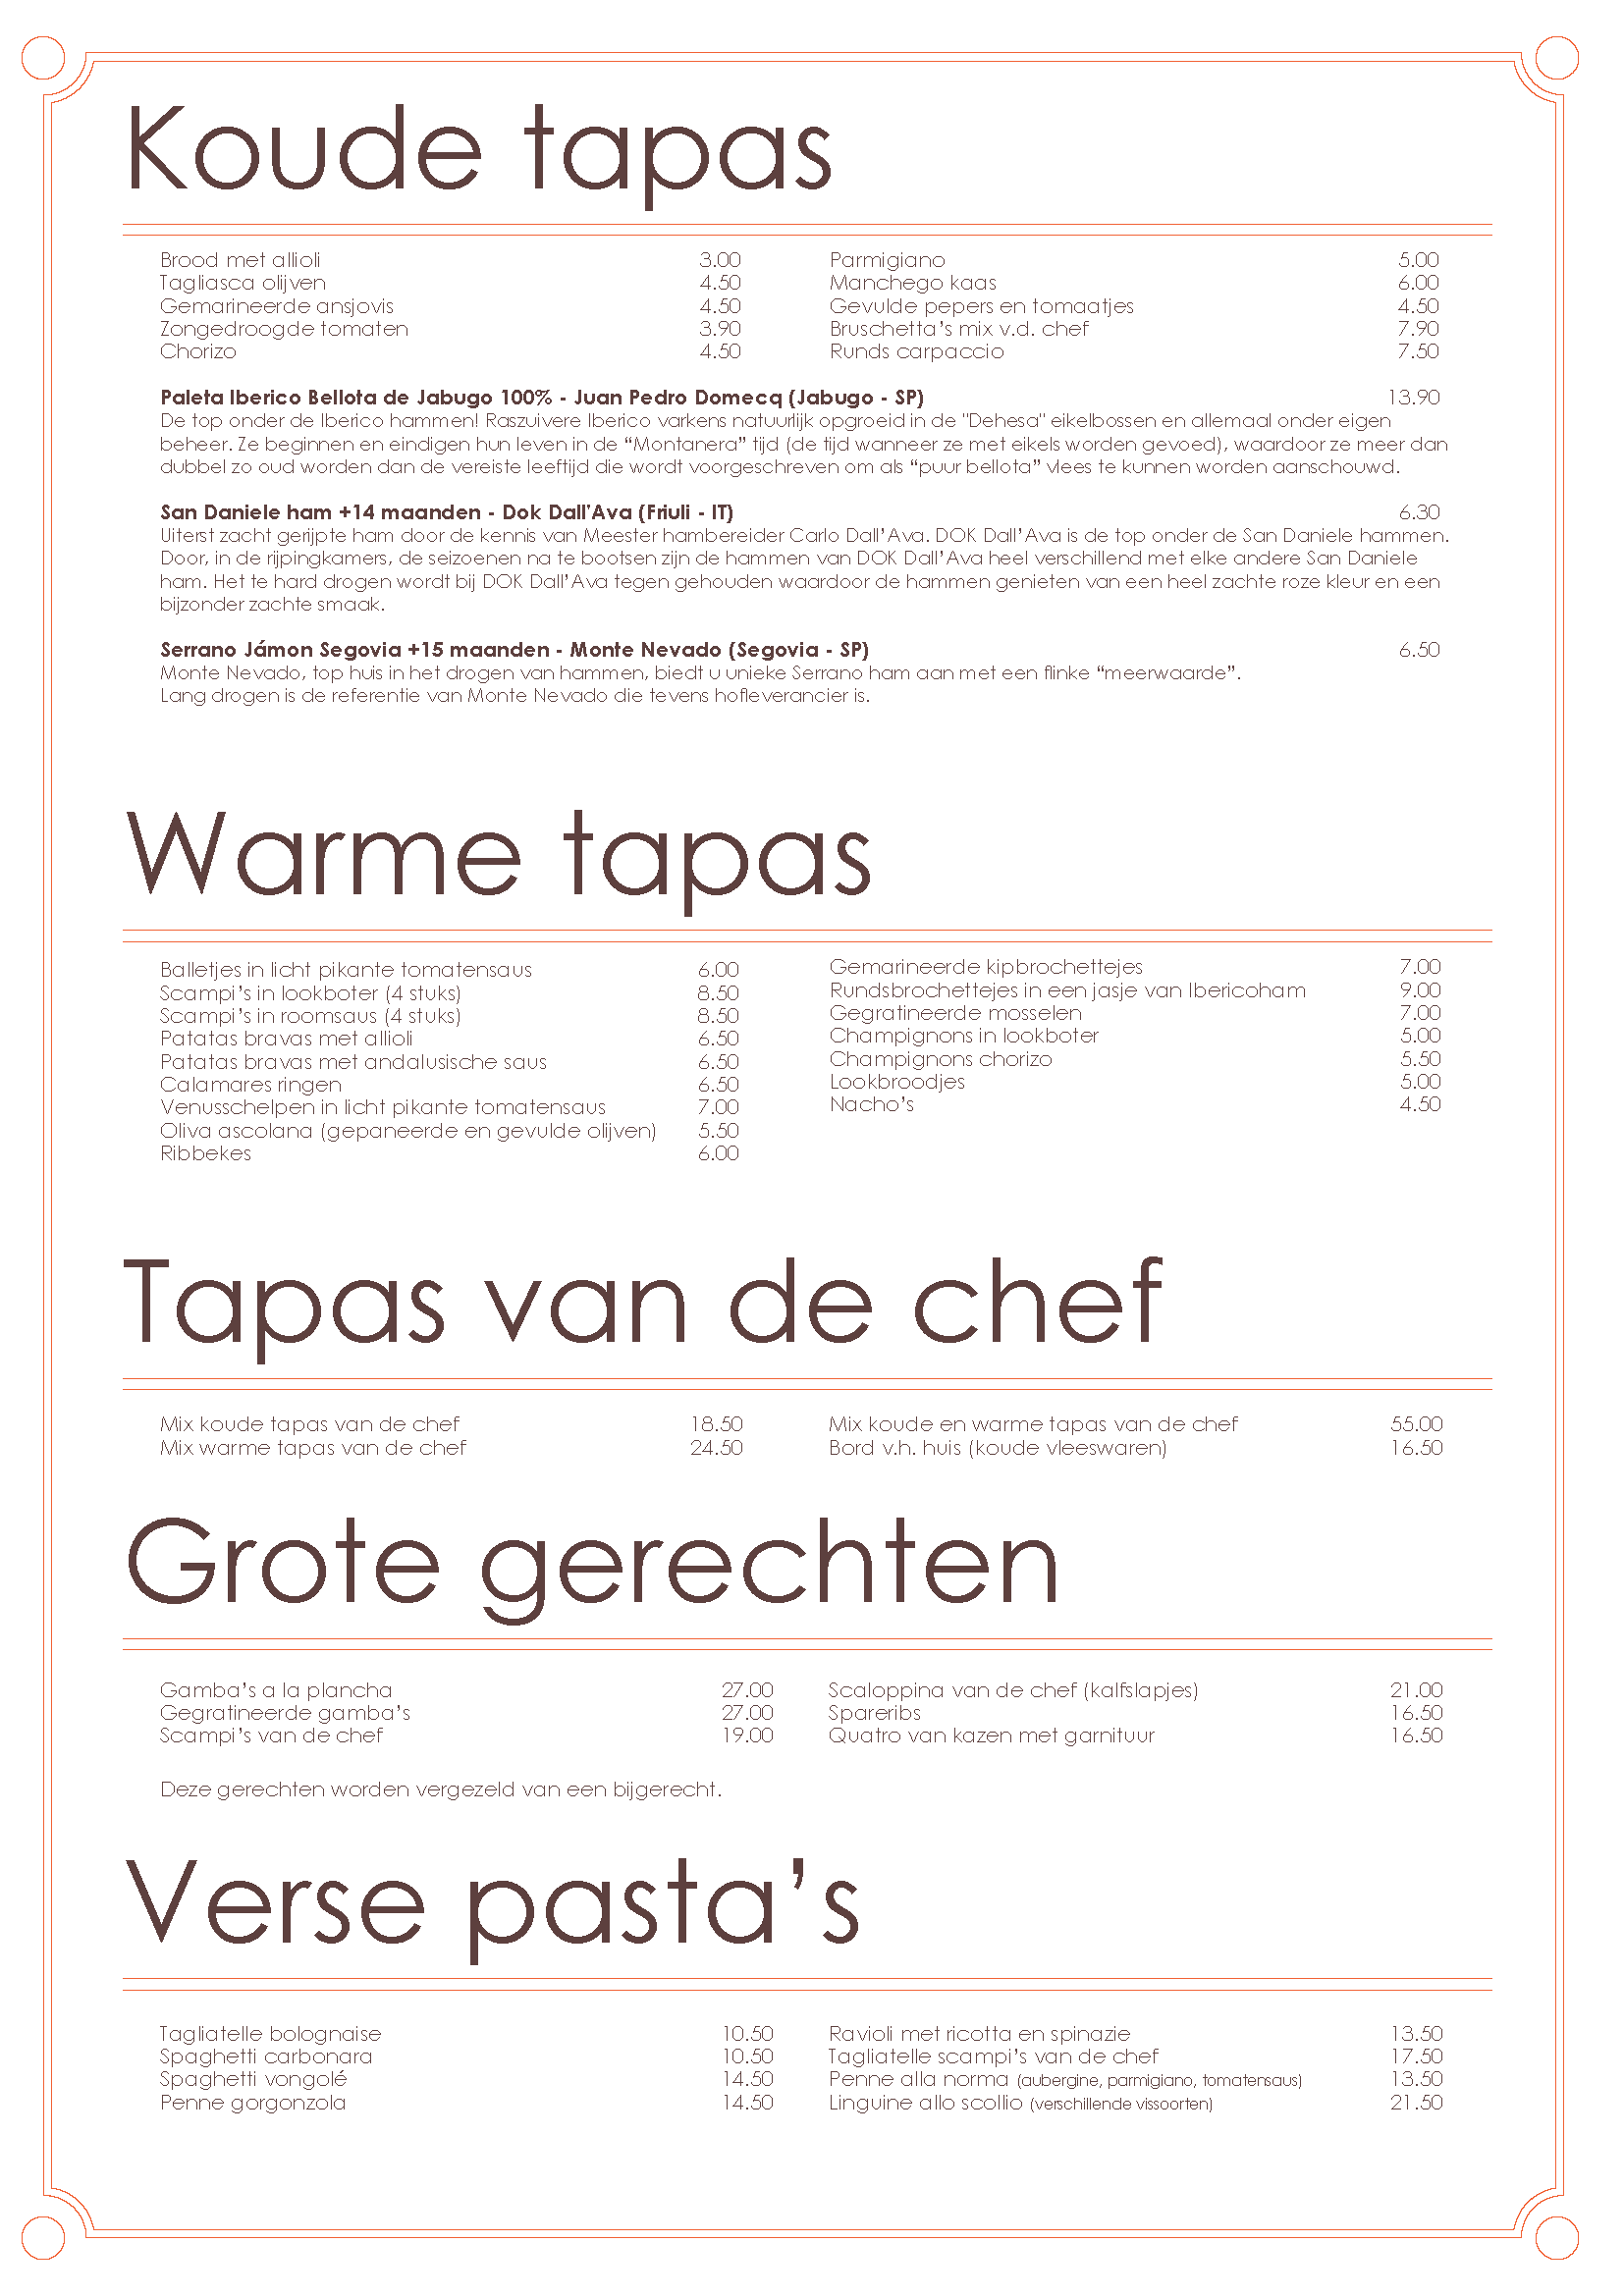 Koude tapas
Brood met allioli 3.00
Tagliasca olijven 4.50
Gemarineerde ansjovis 4.50
Zongedroogde tomaten 3.90
Chorizo 4.50
Parmigiano 5.00
Manchego kaas 6.00
Gevulde pepers en tomaatjes 4.50
Bruschetta’s mix v.d. chef 7.90
Runds carpaccio 7.50
Paleta Iberico Bellota de Jabugo 100% - Juan Pedro Domecq (Jabugo - SP) 13.90
De top onder de Iberico hammen! Raszuivere Iberico varkens natuurlijk opgroeid in de "Dehesa" eikelbossen en allemaal onder eigen
beheer. Ze beginnen en eindigen hun leven in de “Montanera” tijd (de tijd wanneer ze met eikels worden gevoed), waardoor ze meer dan
dubbel zo oud worden dan de vereiste leeftijd die wordt voorgeschreven om als “puur bellota” vlees te kunnen worden aanschouwd.
San Daniele ham +14 maanden - Dok Dall’Ava (Friuli - IT) 6.30
Uiterst zacht gerijpte ham door de kennis van Meester hambereider Carlo Dall’Ava. DOK Dall’Ava is de top onder de San Daniele hammen.
Door, in de rijpingkamers, de seizoenen na te bootsen zijn de hammen van DOK Dall’Ava heel verschillend met elke andere San Daniele
ham. Het te hard drogen wordt bij DOK Dall’Ava tegen gehouden waardoor de hammen genieten van een heel zachte roze kleur en een
bijzonder zachte smaak.
Serrano Jámon Segovia +15 maanden - Monte Nevado (Segovia - SP) 6.50
Monte Nevado, top huis in het drogen van hammen, biedt u unieke Serrano ham aan met een flinke “meerwaarde”.
Lang drogen is de referentie van Monte Nevado die tevens hofleverancier is.
Warme tapas
Balletjes in licht pikante tomatensaus 6.00
Scampi’s in lookboter (4 stuks) 8.50
Scampi’s in roomsaus (4 stuks) 8.50
Patatas bravas met allioli 6.50
Patatas bravas met andalusische saus 6.50
Calamares ringen 6.50
Venusschelpen in licht pikante tomatensaus 7.00
Oliva ascolana (gepaneerde en gevulde olijven) 5.50
Ribbekes 6.00
Gemarineerde kipbrochettejes 7.00
Rundsbrochettejes in een jasje van Ibericoham 9.00
Gegratineerde mosselen 7.00
Champignons in lookboter 5.00
Champignons chorizo 5.50
Lookbroodjes 5.00
Nacho’s 4.50
Tapas van de chef
Mix koude tapas van de chef 18.50
Mix warme tapas van de chef 24.50
Mix koude en warme tapas van de chef 55.00
Bord v.h. huis (koude vleeswaren) 16.50
Grote gerechten
Gamba’s a la plancha 27.00
Gegratineerde gamba’s 27.00
Scampi’s van de chef 19.00
Scaloppina van de chef (kalfslapjes) 21.00
Spareribs 16.50
Quatro van kazen met garnituur 16.50
Deze gerechten worden vergezeld van een bijgerecht.
Verse pasta’s
Tagliatelle bolognaise 10.50
Spaghetti carbonara 10.50
Spaghetti vongolé 14.50
Penne gorgonzola 14.50
Ravioli met ricotta en spinazie 13.50
Tagliatelle scampi’s van de chef 17.50
Penne alla norma (aubergine, parmigiano, tomatensaus) 13.50
Linguine allo scollio (verschillende vissoorten) 21.50